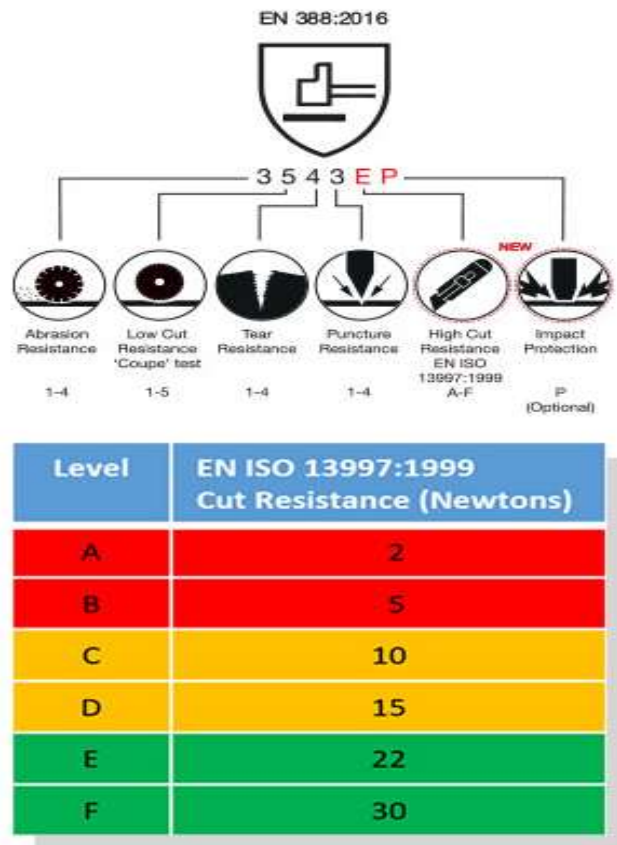 EN 388:2016
3 5 4 3 E P
NEW
Abrasion
Resistance
1-4
Low Cut
Resistance
'Coupe' test
1-5
Tear
Resistance
1-4
Puncture
Resistance
1-4
High Cut
Resistance
EN ISO
13997:1999
A-F
Impact
Protection
P
(Optional)
Level EN ISO 13997:1999
Cut Resistance (Newtons)
A 2
B 5
C 10
D 15
E 22
F 30